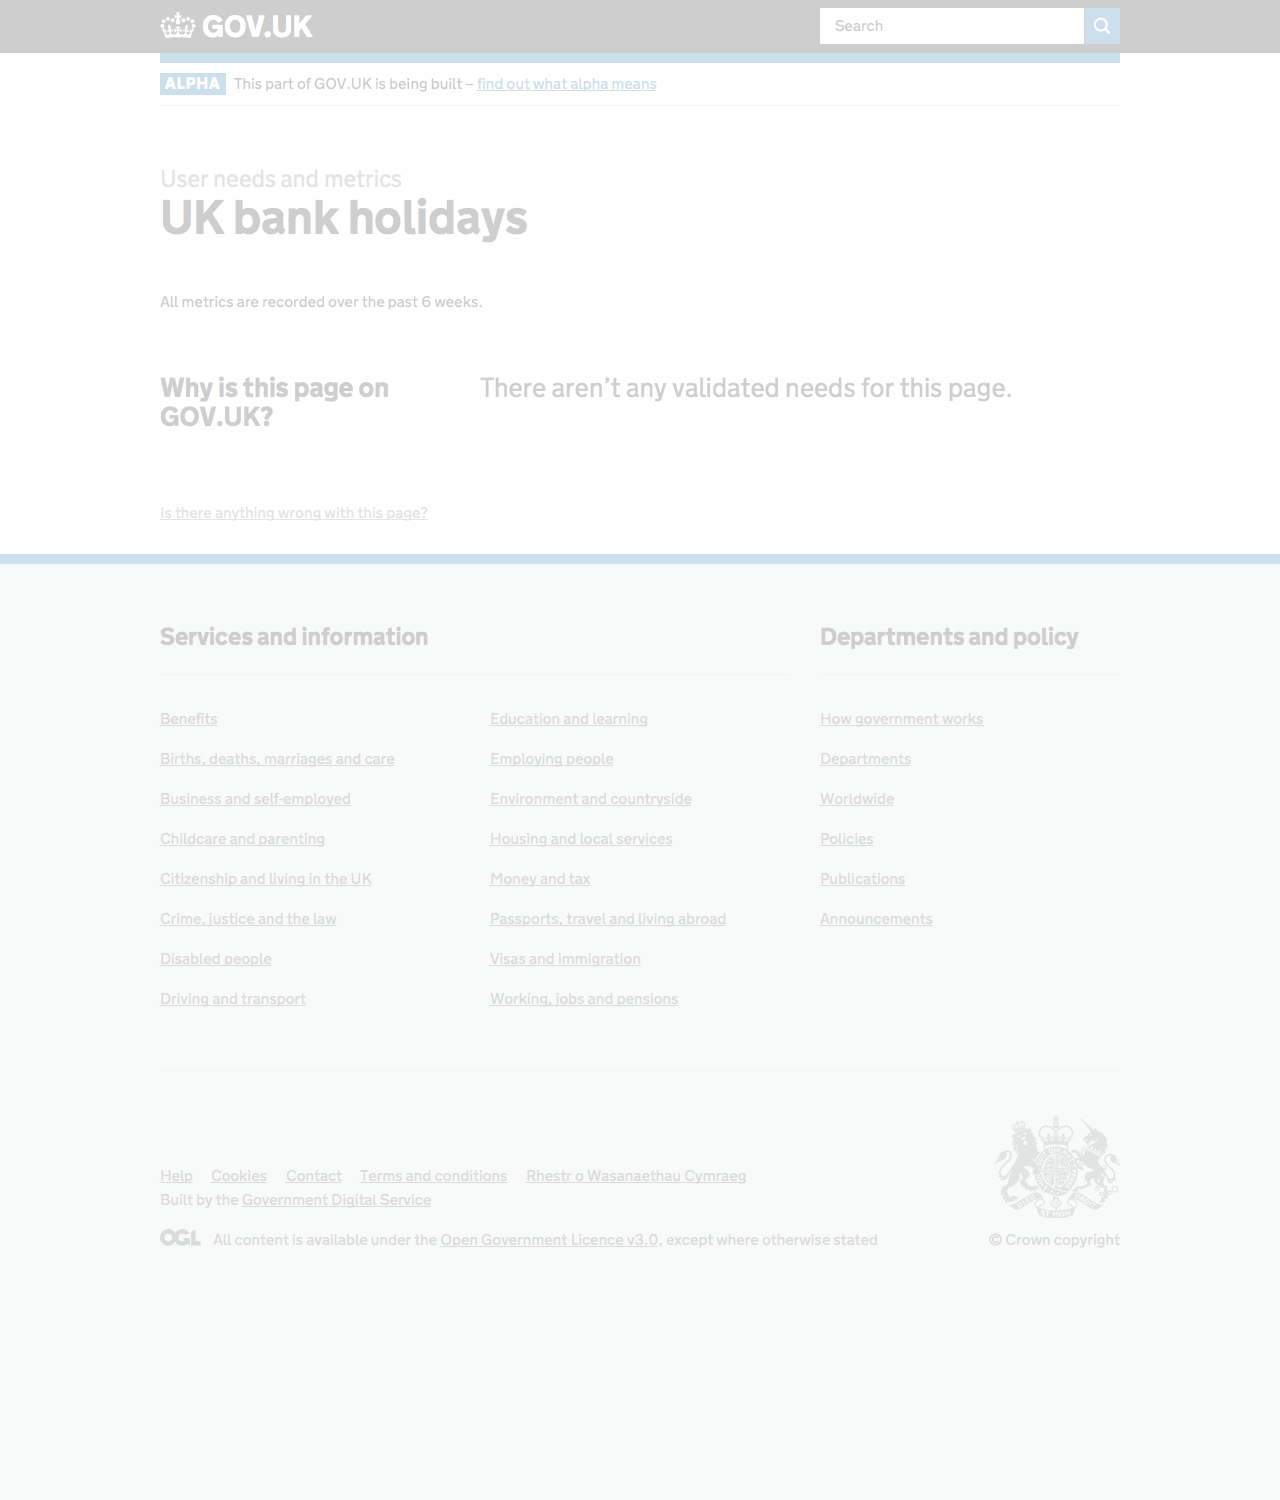 GOV.UK
Search
ALPHA This part of GOV.UK is being built – find out what alpha means
User needs and metrics
UK bank holidays
All metrics are recorded over the past 6 weeks.
Why is this page on
GOV.UK?
There aren’t any validated needs for this page.
Is there anything wrong with this page?
Services and information
Benefits
Births, deaths, marriages and care
Business and self-employed
Childcare and parenting
Citizenship and living in the UK
Crime, justice and the law
Disabled people
Driving and transport
Education and learning
Employing people
Environment and countryside
Housing and local services
Money and tax
Passports, travel and living abroad
Visas and immigration
Working, jobs and pensions
Departments and policy
How government works
Departments
Worldwide
Policies
Publications
Announcements
Help Cookies Contact Terms and conditions Rhestr o Wasanaethau Cymraeg
Built by the Government Digital Service
OGL All content is available under the Open Government Licence v3.0, except where otherwise stated
DIEU ET MON DROIT
© Crown copyright